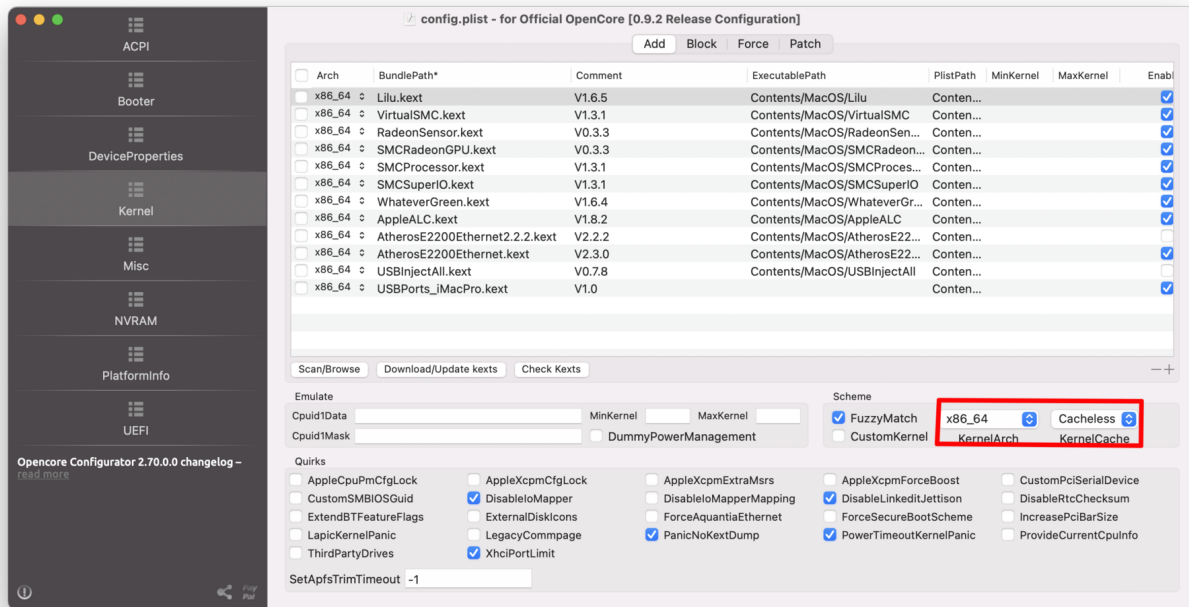 config.plist - for Official OpenCore [0.9.2 Release Configuration]
ACPI
Booter
DeviceProperties
Kernel
Misc
NVRAM
PlatformInfo
UEFI
Opencore Configurator 2.70.0.0 changelog –
read more
PayPal
Add Block Force Patch
Arch BundlePath* Comment ExecutablePath PlistPath MinKernel MaxKernel Enabl
x86_64 Lilu.kext V1.6.5 Contents/MacOS/Lilu Conten...
x86_64 VirtualSMC.kext V1.3.1 Contents/MacOS/VirtualSMC Conten...
x86_64 RadeonSensor.kext V0.3.3 Contents/MacOS/RadeonSen... Conten...
x86_64 SMCRadeonGPU.kext V0.3.3 Contents/MacOS/SMCRadeon... Conten...
x86_64 SMCProcessor.kext V1.3.1 Contents/MacOS/SMCProces... Conten...
x86_64 SMCSuperIO.kext V1.3.1 Contents/MacOS/SMCSuperIO Conten...
x86_64 WhateverGreen.kext V1.6.4 Contents/MacOS/WhateverGr... Conten...
x86_64 AppleALC.kext V1.8.2 Contents/MacOS/AppleALC Conten...
x86_64 AtherosE2200Ethernet2.2.2.kext V2.2.2 Contents/MacOS/AtherosE22... Conten...
x86_64 AtherosE2200Ethernet.kext V2.3.0 Contents/MacOS/AtherosE22... Conten...
x86_64 USBInjectAll.kext V0.7.8 Contents/MacOS/USBInjectAll Conten...
x86_64 USBPorts_iMacPro.kext V1.0 Conten...
Scan/Browse Download/Update kexts Check Kexts
Emulate
Cpuid1Data MinKernel MaxKernel
Cpuid1Mask DummyPowerManagement
Scheme
FuzzyMatch x86_64 Cacheless
CustomKernel KernelArch KernelCache
Quirks
AppleCpuPmCfgLock AppleXcpmCfgLock AppleXcpmExtraMsrs AppleXcpmForceBoost CustomPciSerialDevice
CustomSMBIOSGuid DisableIoMapper DisableIoMapperMapping DisableLinkeditJettison DisableRtcChecksum
ExtendBTFeatureFlags ExternalDiskIcons ForceAquantiaEthernet ForceSecureBootScheme IncreasePciBarSize
LapicKernelPanic LegacyCommpage PanicNoKextDump PowerTimeoutKernelPanic ProvideCurrentCpuInfo
ThirdPartyDrives XhciPortLimit
SetApfsTrimTimeout -1